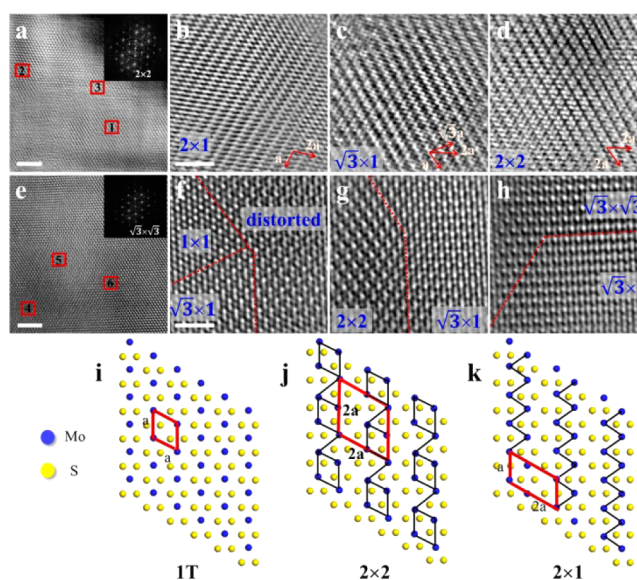 a
2
3
1
2×2
b
2×1
a
2a
c
√3×1
√3a
2a
a
d
2×2
2a
2a
e
5
6
4
√3×√3
f
distorted
1×1
√3×1
g
2×2
√3×1
h
√3×√3
√3×
i
a
a
1T
j
2a
2a
2×2
k
a
2a
2×1
Mo
S